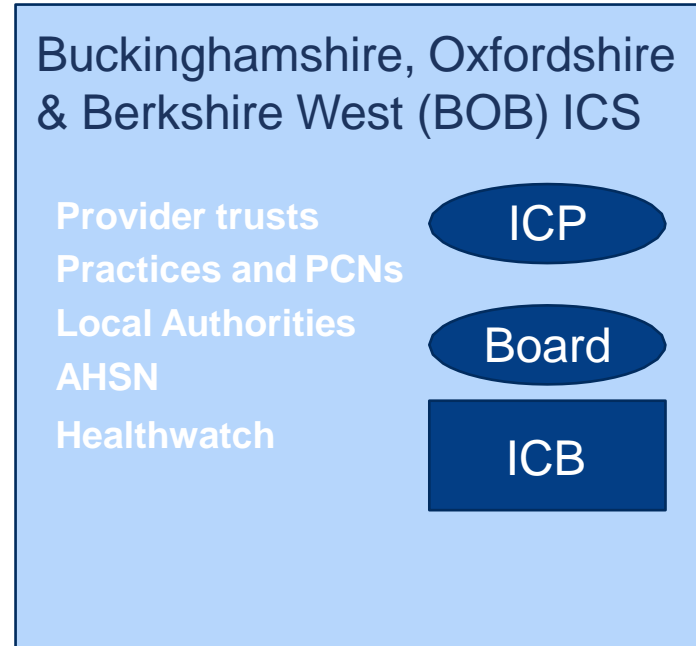 Buckinghamshire, Oxfordshire
& Berkshire West (BOB) ICS
Provider trusts
Practices and PCNs
Local Authorities
AHSN
Healthwatch
ICP
Board
ICB